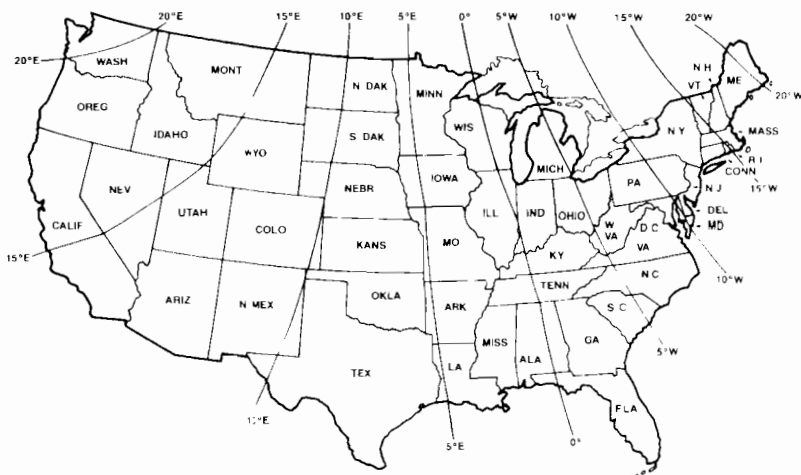 20°E 15°E 10°E 5°E 0° 5°W 10°W 15°W 20°W
20°E
WASH
MONT
N DAK
MINN
N H
VT
ME
20°W
OREG
IDAHO
S DAK
WIS
N Y
MASS
WYO
MICH
R I
CONN
15°W
NEBR
IOWA
PA
N J
NEV
UTAH
COLO
ILL
IND
OHIO
W VA
D C
DEL
MD
CALIF
KANS
MO
VA
15°E
KY
10°W
N C
ARIZ
N MEX
OKLA
TENN
ARK
S C
5°W
MISS
ALA
GA
TEX
LA
FLA
5°E
0°